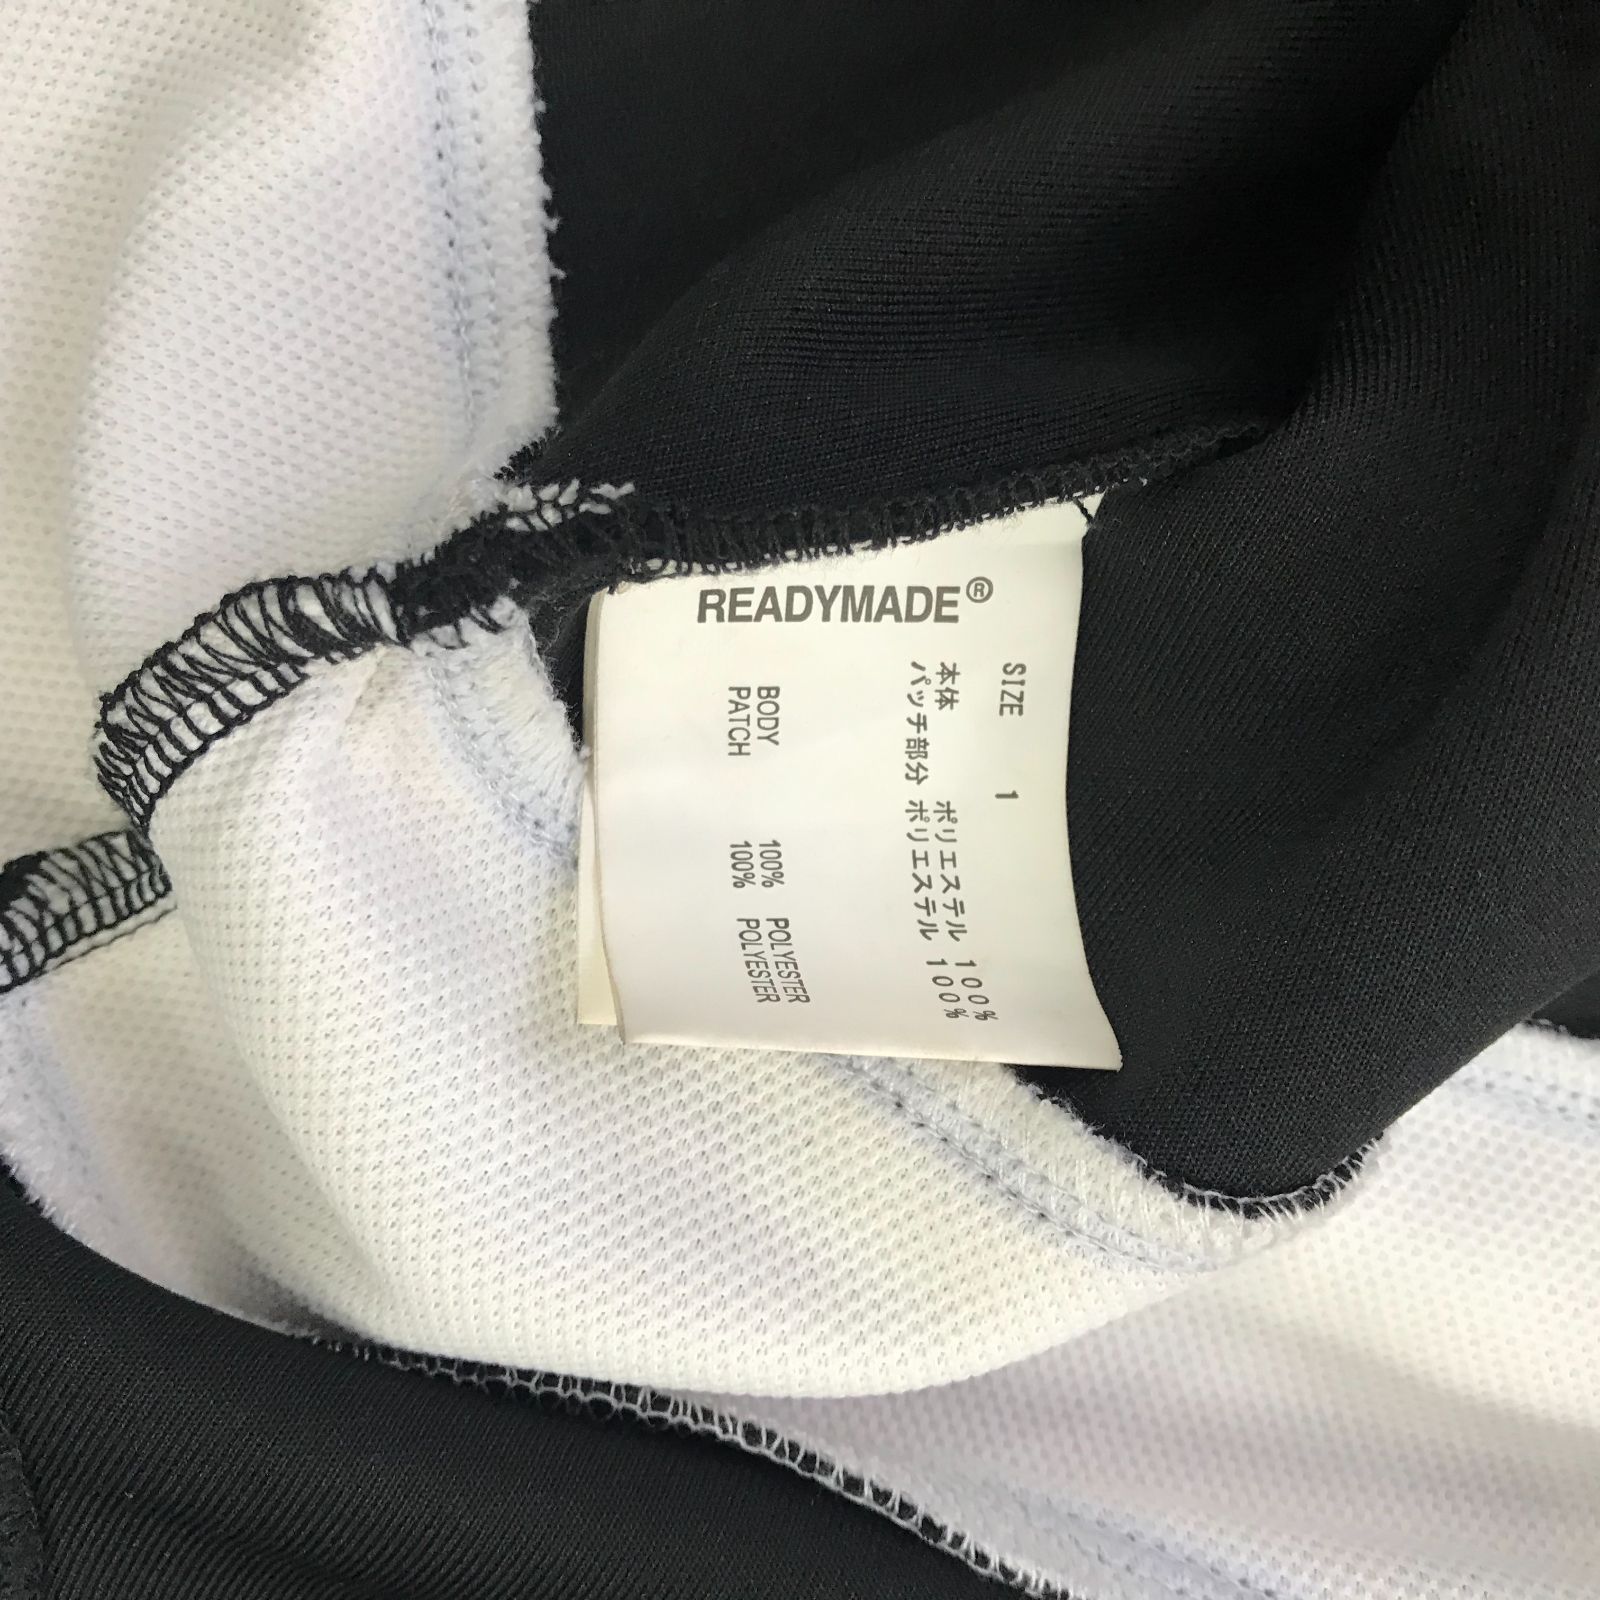 READYMADE®
SIZE 1
本体 ポリエステル 100%
パッチ部分 ポリエステル 100%
BODY 100% POLYESTER
PATCH 100% POLYESTER